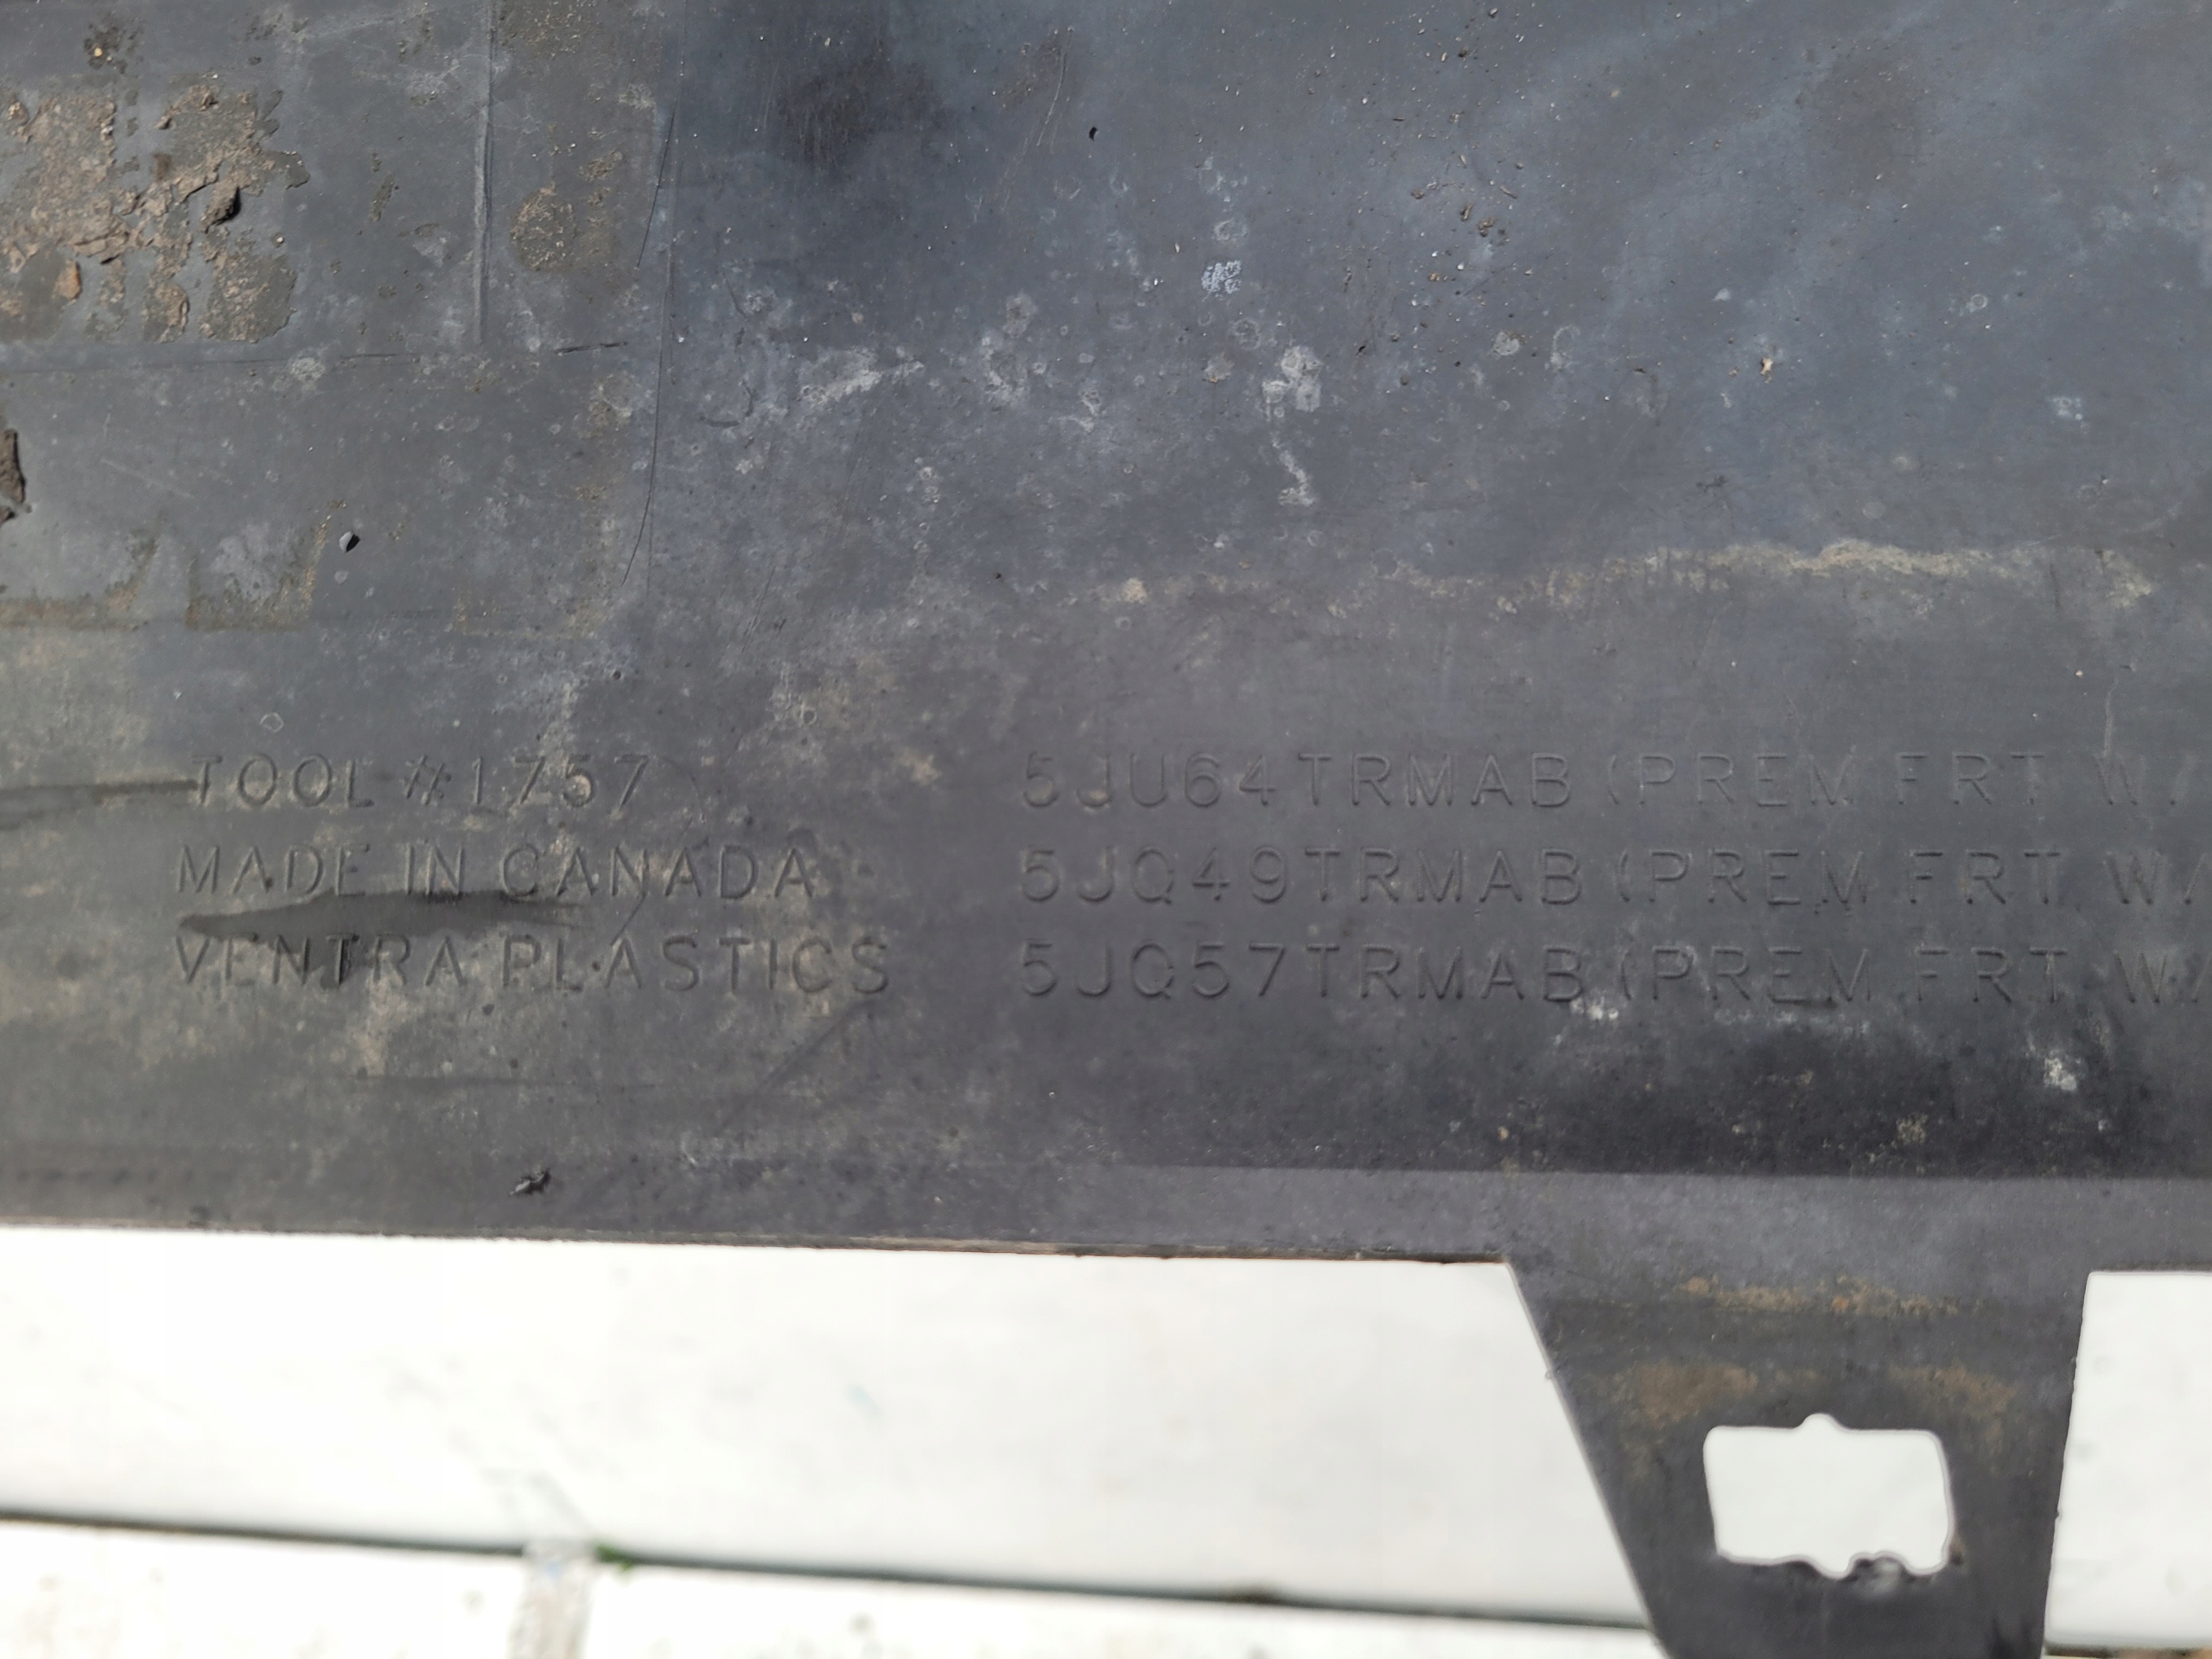 TOOL #1757
MADE IN CANADA
VENTRA PLASTICS
5JU64TRMAB (PREM FRT W/
5JQ49TRMAB (PREM FRT W/
5JQ57TRMAB (PREM FRT W/